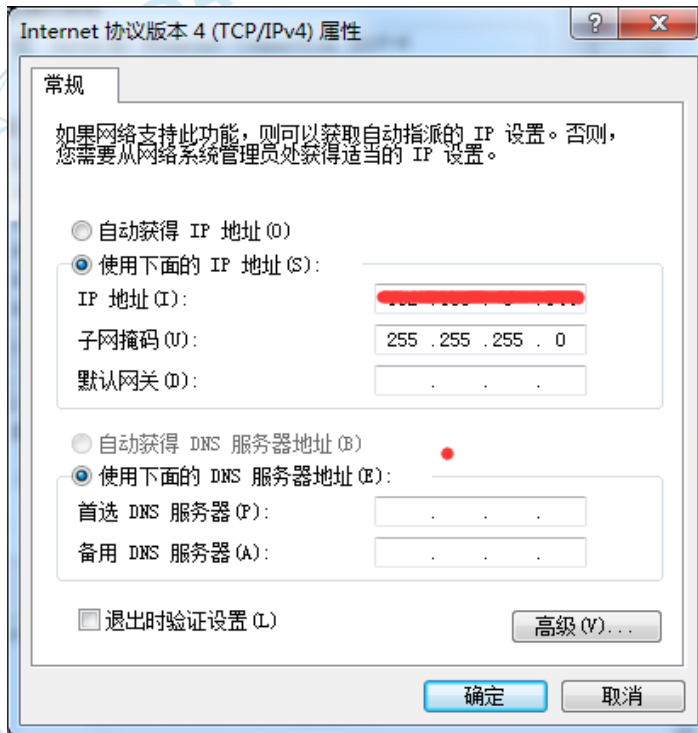 Internet 协议版本 4 (TCP/IPv4) 属性
常规
如果网络支持此功能，则可以获取自动指派的 IP 设置。否则，
您需要从网络系统管理员处获得适当的 IP 设置。
自动获得 IP 地址(O)
使用下面的 IP 地址(S):
IP 地址(I):
子网掩码(U): 255 .255 .255 . 0
默认网关(D): . . .
自动获得 DNS 服务器地址(B)
使用下面的 DNS 服务器地址(E):
首选 DNS 服务器(P): . . .
备用 DNS 服务器(A): . . .
退出时验证设置(L)
高级(V)...
确定 取消